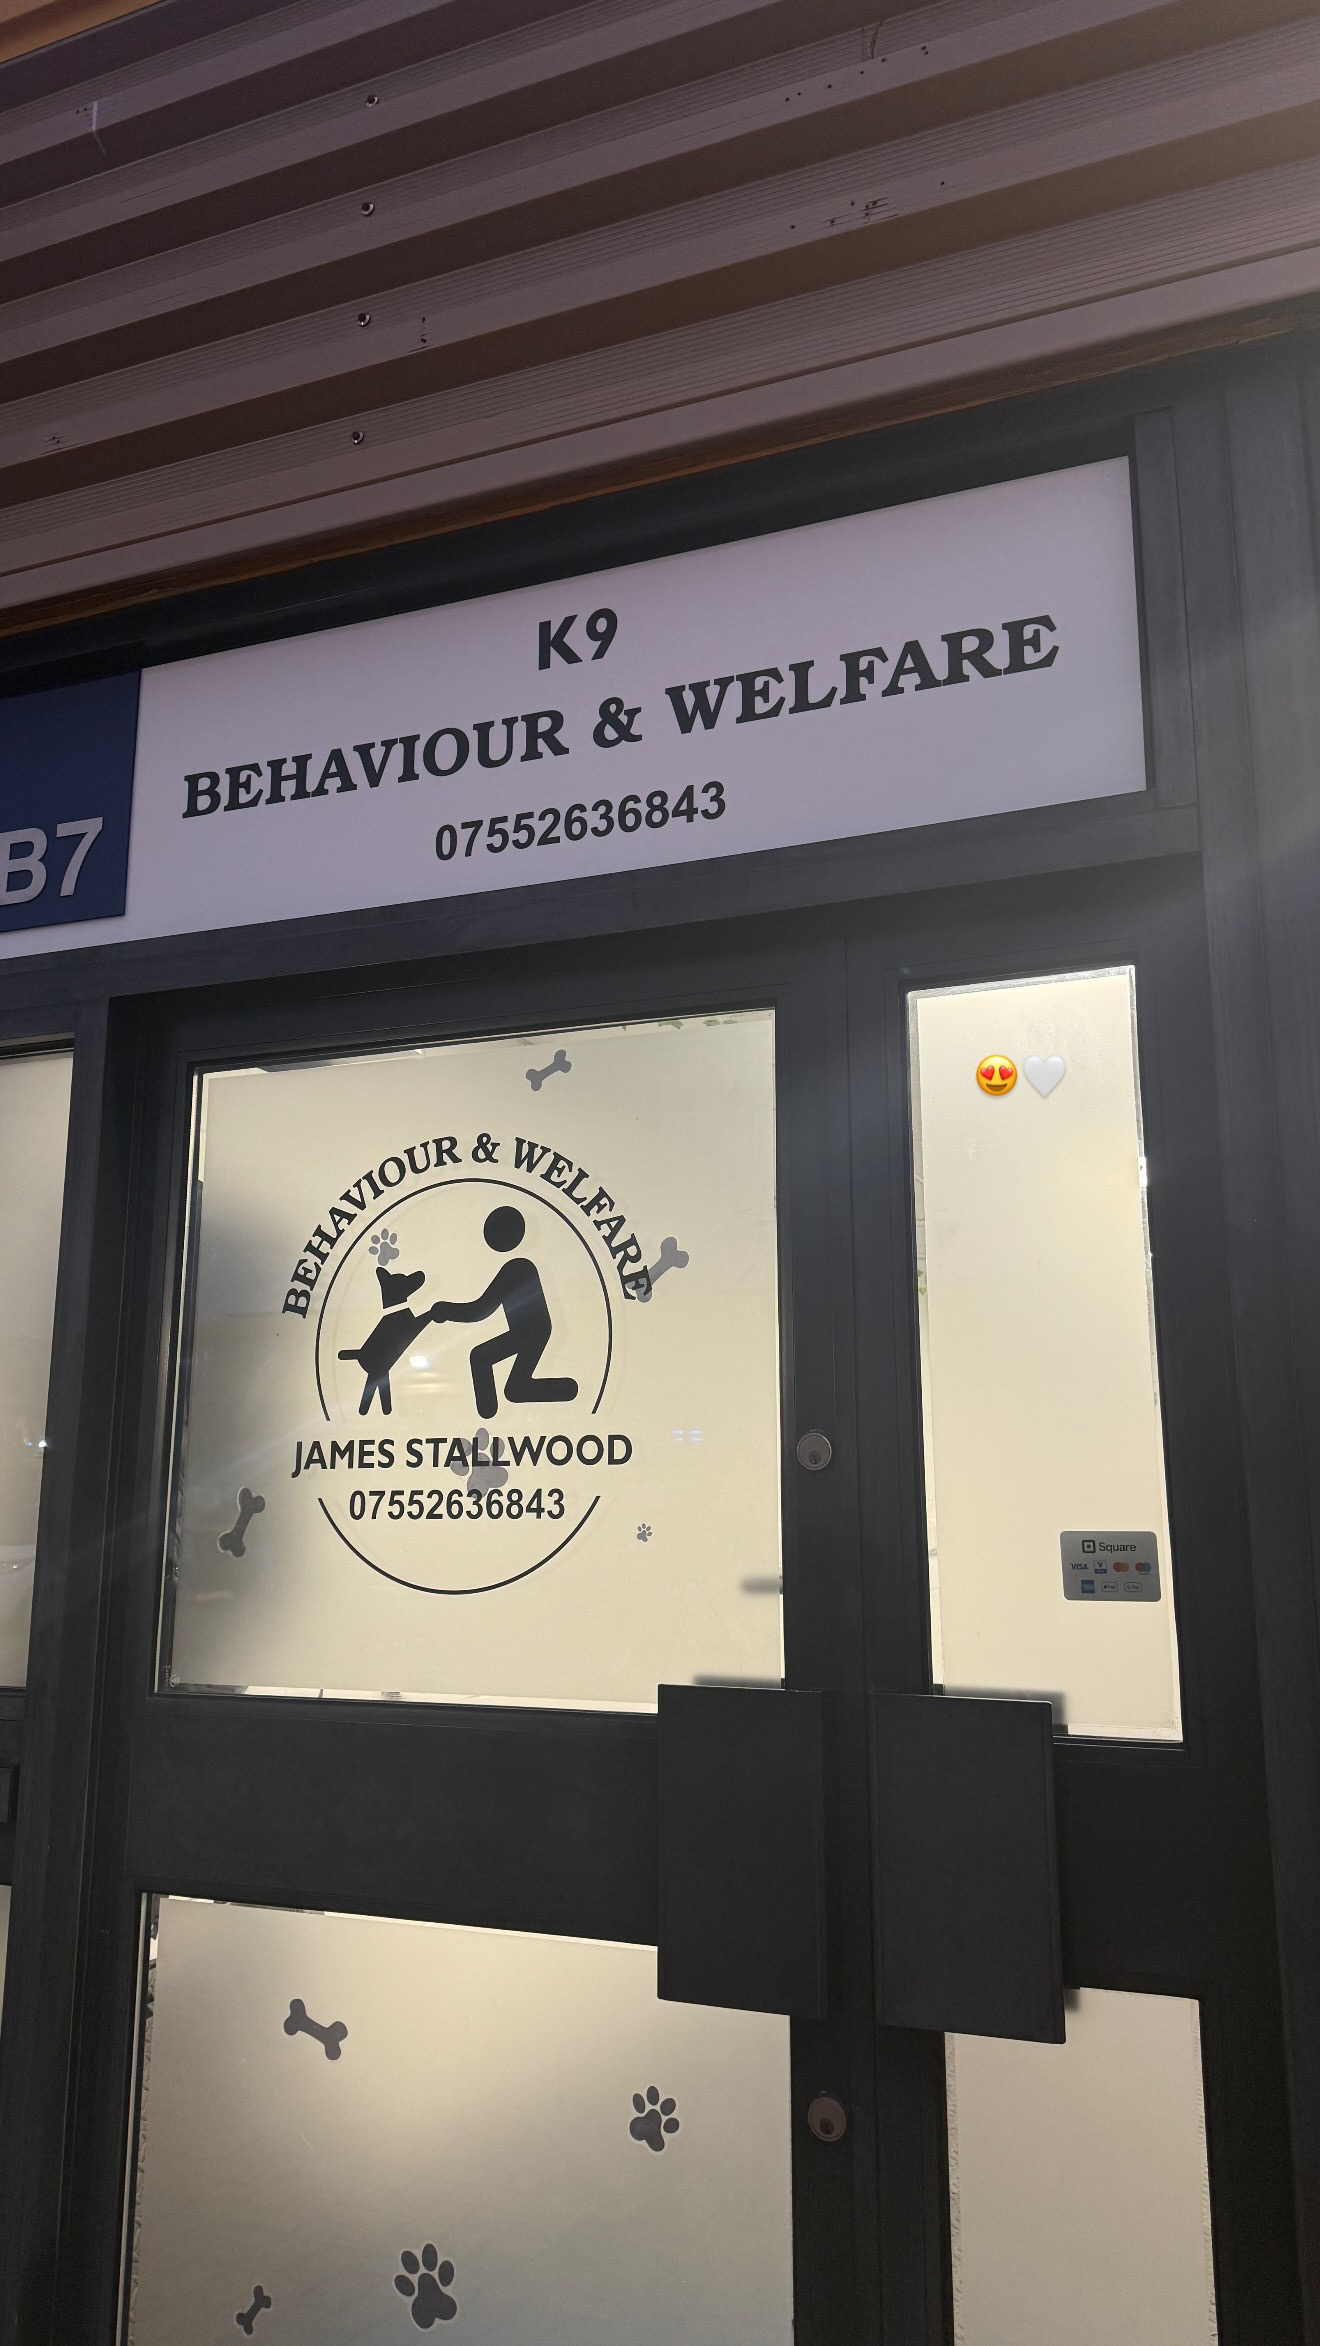 K9
BEHAVIOUR & WELFARE
07552636843
B7
BEHAVIOUR & WELFARE
JAMES STALLWOOD
07552636843
Square
VISA